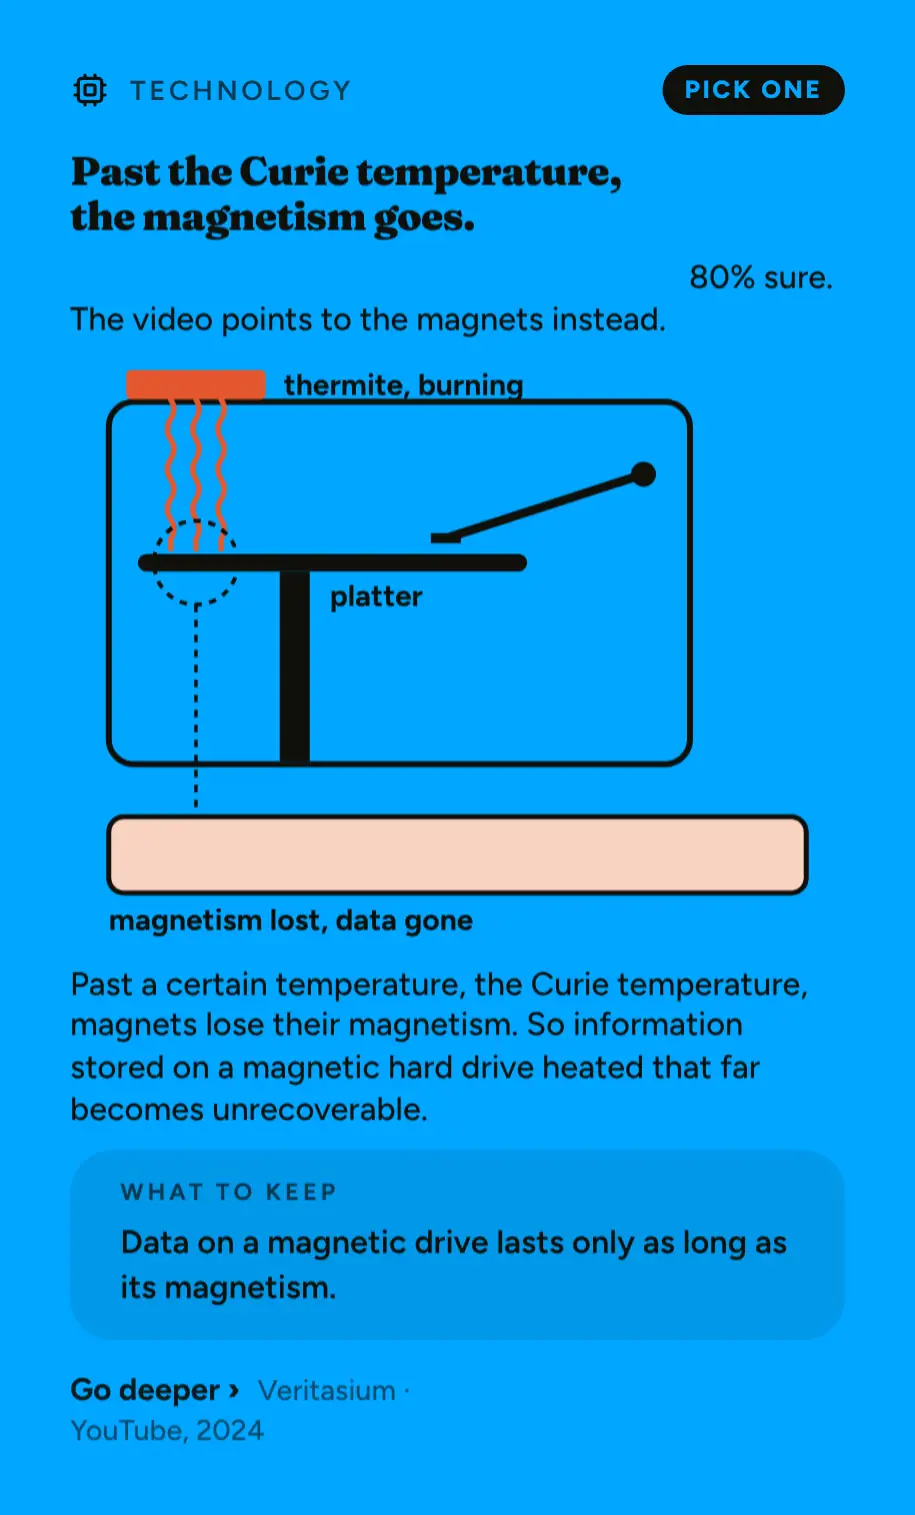 TECHNOLOGY
PICK ONE
Past the Curie temperature,
the magnetism goes.
80% sure.
The video points to the magnets instead.
thermite, burning
platter
magnetism lost, data gone
Past a certain temperature, the Curie temperature,
magnets lose their magnetism. So information
stored on a magnetic hard drive heated that far
becomes unrecoverable.
WHAT TO KEEP
Data on a magnetic drive lasts only as long as
its magnetism.
Go deeper › Veritasium ·
YouTube, 2024